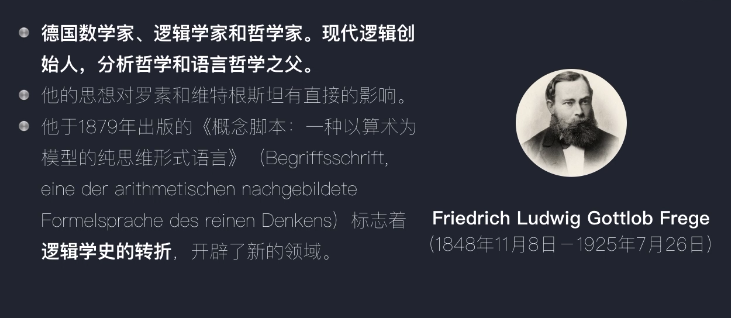 德国数学家、逻辑学家和哲学家。现代逻辑创
始人，分析哲学和语言哲学之父。
他的思想对罗素和维特根斯坦有直接的影响。
他于1879年出版的《概念脚本：一种以算术为
模型的纯思维形式语言》（Begriffsschrift,
eine der arithmetischen nachgebildete
Formelsprache des reinen Denkens）标志着
逻辑学史的转折，开辟了新的领域。
Friedrich Ludwig Gottlob Frege
(1848年11月8日－1925年7月26日)